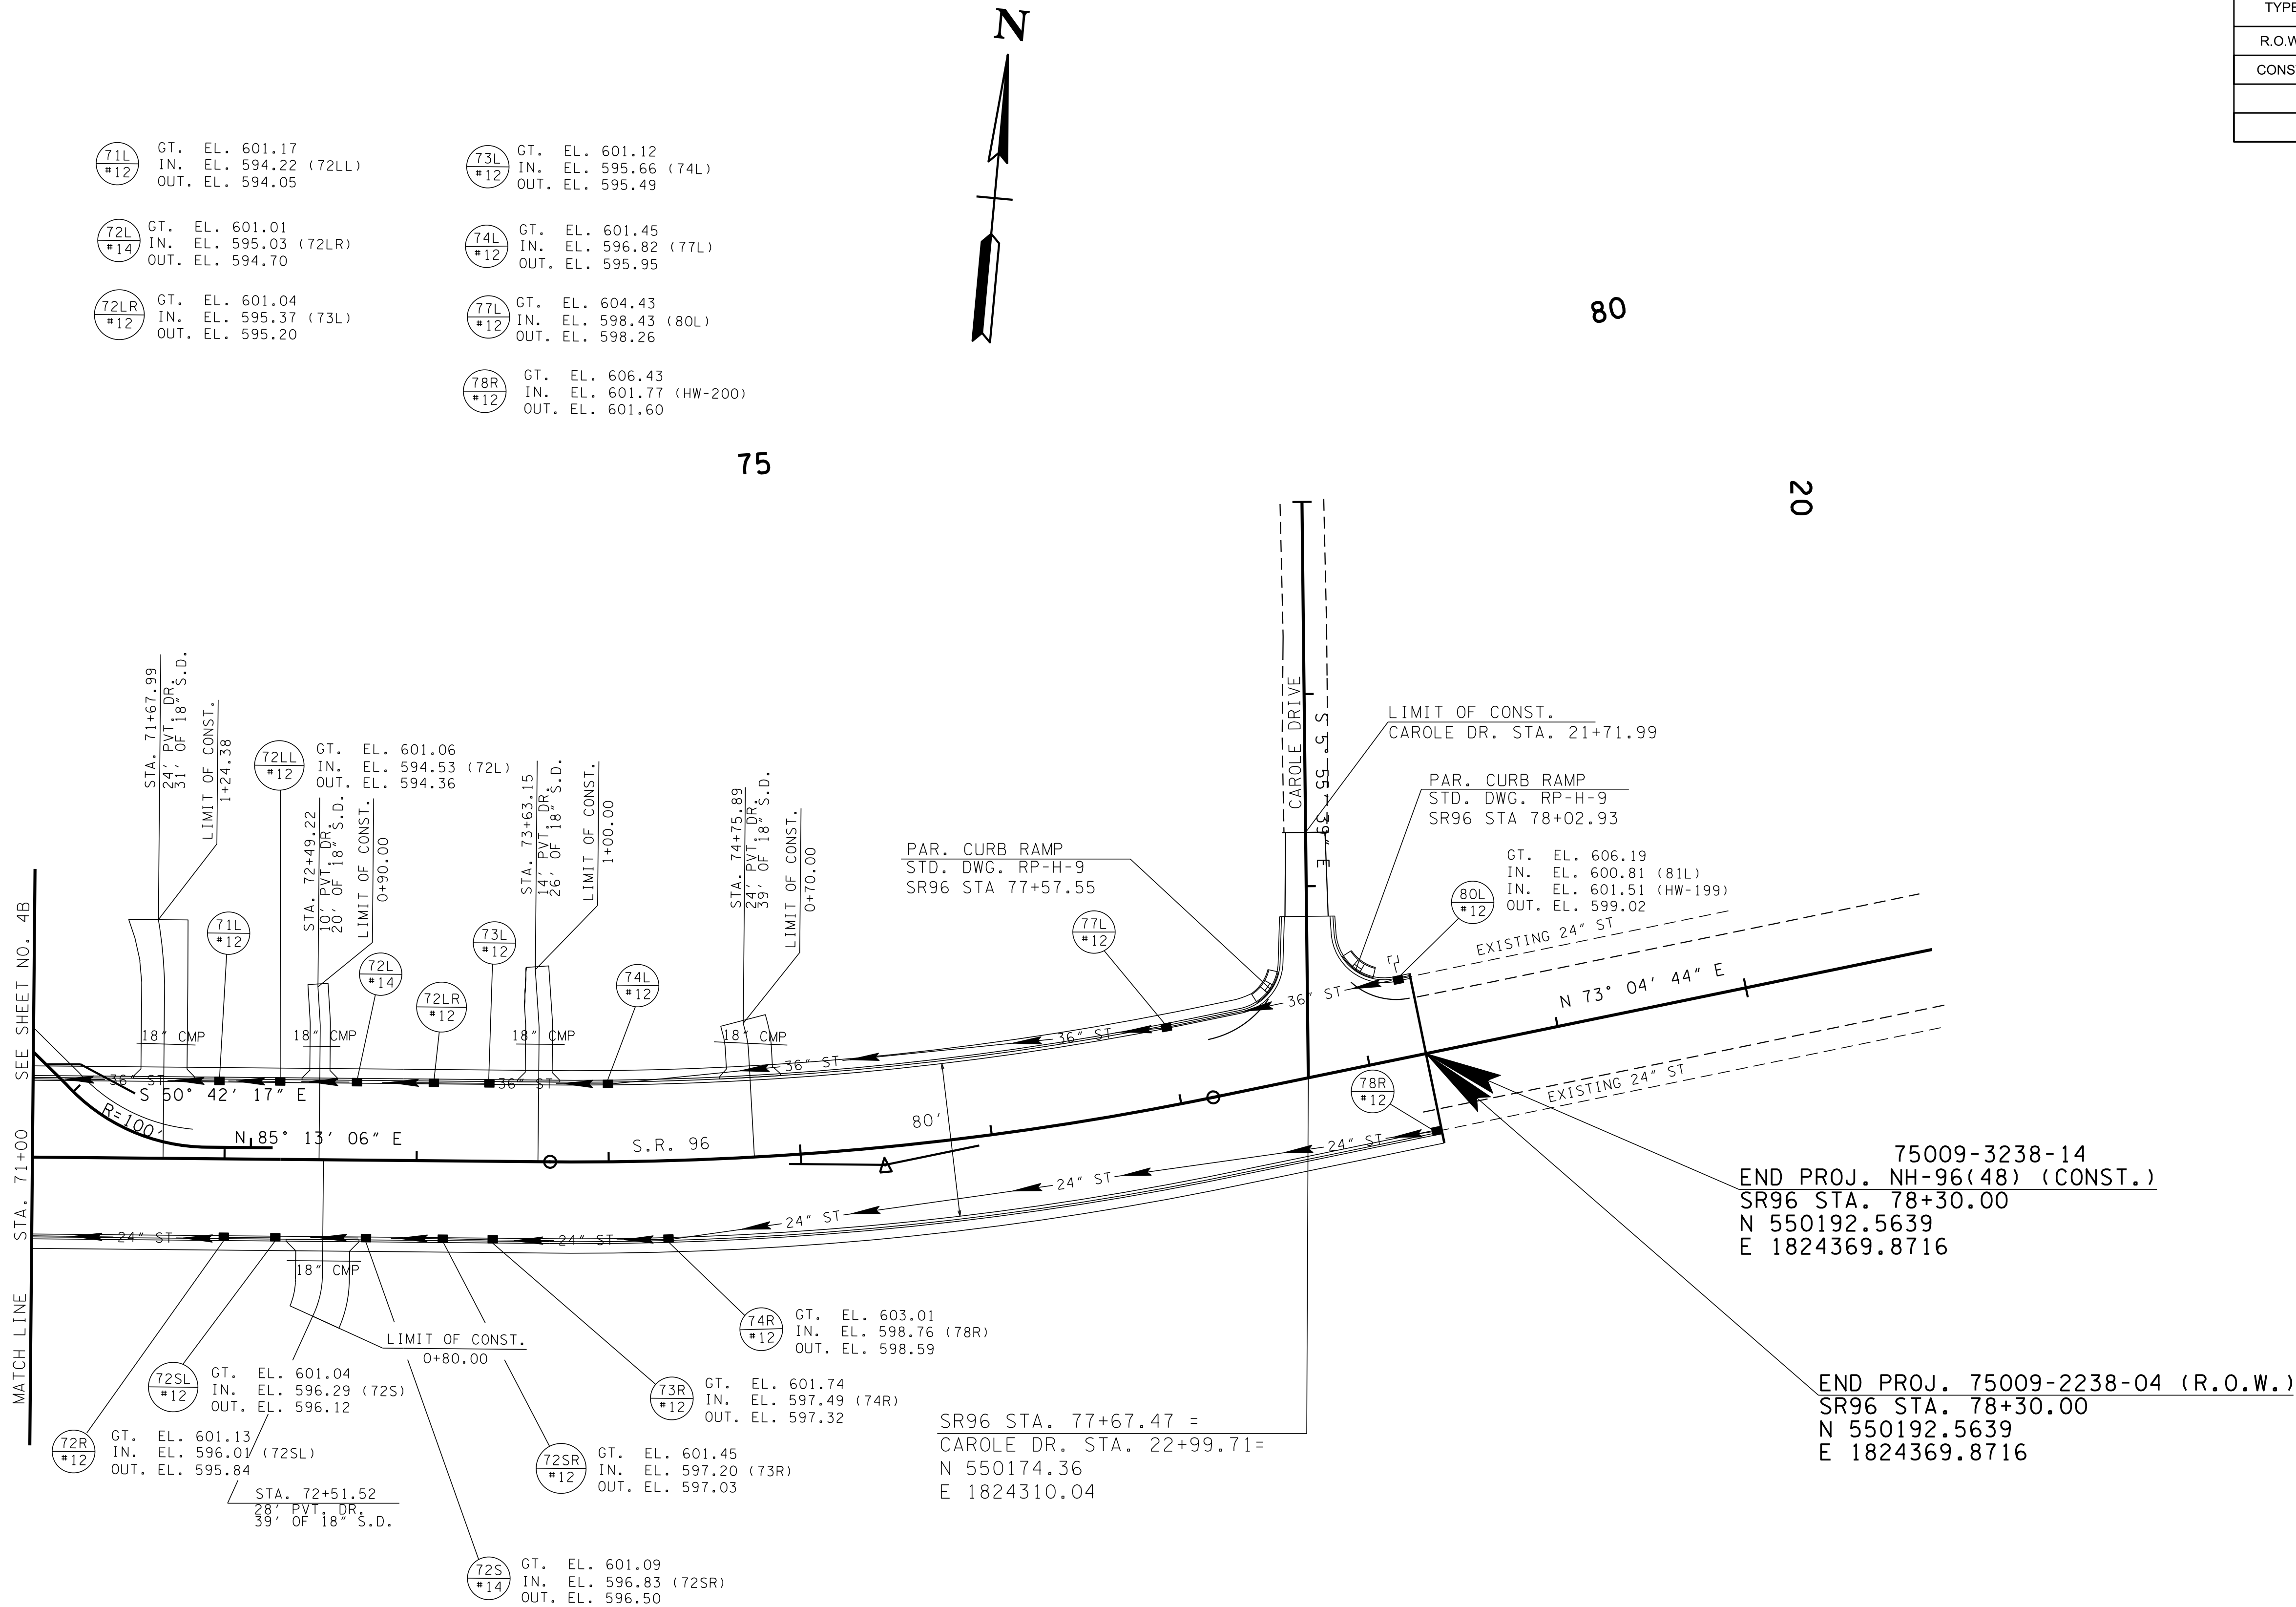 N
TYPE
R.O.W
CONS
71L
#12
GT. EL. 601.17
IN. EL. 594.22 (72LL)
OUT. EL. 594.05
73L
#12
GT. EL. 601.12
IN. EL. 595.66 (74L)
OUT. EL. 595.49
72L
#14
GT. EL. 601.01
IN. EL. 595.03 (72LR)
OUT. EL. 594.70
74L
#12
GT. EL. 601.45
IN. EL. 596.82 (77L)
OUT. EL. 595.95
72LR
#12
GT. EL. 601.04
IN. EL. 595.37 (73L)
OUT. EL. 595.20
77L
#12
GT. EL. 604.43
IN. EL. 598.43 (80L)
OUT. EL. 598.26
78R
#12
GT. EL. 606.43
IN. EL. 601.77 (HW-200)
OUT. EL. 601.60
75
80
20
STA. 71+67.99
24' PVT. DR.
31' OF 18" S.D.
LIMIT OF CONST.
1+24.38
72LL
#12
GT. EL. 601.06
IN. EL. 594.53 (72L)
OUT. EL. 594.36
STA. 72+49.22
10' PVT. DR.
20' OF 18" S.D.
LIMIT OF CONST.
0+90.00
STA. 73+63.15
14' PVT. DR.
26' OF 18" S.D.
LIMIT OF CONST.
1+00.00
STA. 74+75.89
24' PVT. DR.
39' OF 18" S.D.
LIMIT OF CONST.
0+70.00
CAROLE DRIVE
S 5° 55' 39" E
LIMIT OF CONST.
CAROLE DR. STA. 21+71.99
PAR. CURB RAMP
STD. DWG. RP-H-9
SR96 STA 78+02.93
PAR. CURB RAMP
STD. DWG. RP-H-9
SR96 STA 77+57.55
80L
#12
GT. EL. 606.19
IN. EL. 600.81 (81L)
IN. EL. 601.51 (HW-199)
OUT. EL. 599.02
71L
#12
72L
#14
72LR
#12
73L
#12
74L
#12
77L
#12
EXISTING 24" ST
N 73° 04' 44" E
18" CMP
18" CMP
18" CMP
18" CMP
36" ST
36" ST
36" ST
36" ST
36" ST
S 50° 42' 17" E
R=100'
N 85° 13' 06" E
S.R. 96
80'
78R
#12
EXISTING 24" ST
24" ST
24" ST
24" ST
24" ST
24" ST
18" CMP
MATCH LINE STA. 71+00 SEE SHEET NO. 4B
LIMIT OF CONST.
0+80.00
74R
#12
GT. EL. 603.01
IN. EL. 598.76 (78R)
OUT. EL. 598.59
72SL
#12
GT. EL. 601.04
IN. EL. 596.29 (72S)
OUT. EL. 596.12
73R
#12
GT. EL. 601.74
IN. EL. 597.49 (74R)
OUT. EL. 597.32
72R
#12
GT. EL. 601.13
IN. EL. 596.01 (72SL)
OUT. EL. 595.84
72SR
#12
GT. EL. 601.45
IN. EL. 597.20 (73R)
OUT. EL. 597.03
STA. 72+51.52
28' PVT. DR.
39' OF 18" S.D.
72S
#14
GT. EL. 601.09
IN. EL. 596.83 (72SR)
OUT. EL. 596.50
SR96 STA. 77+67.47 =
CAROLE DR. STA. 22+99.71=
N 550174.36
E 1824310.04
75009-3238-14
END PROJ. NH-96(48) (CONST.)
SR96 STA. 78+30.00
N 550192.5639
E 1824369.8716
END PROJ. 75009-2238-04 (R.O.W.)
SR96 STA. 78+30.00
N 550192.5639
E 1824369.8716